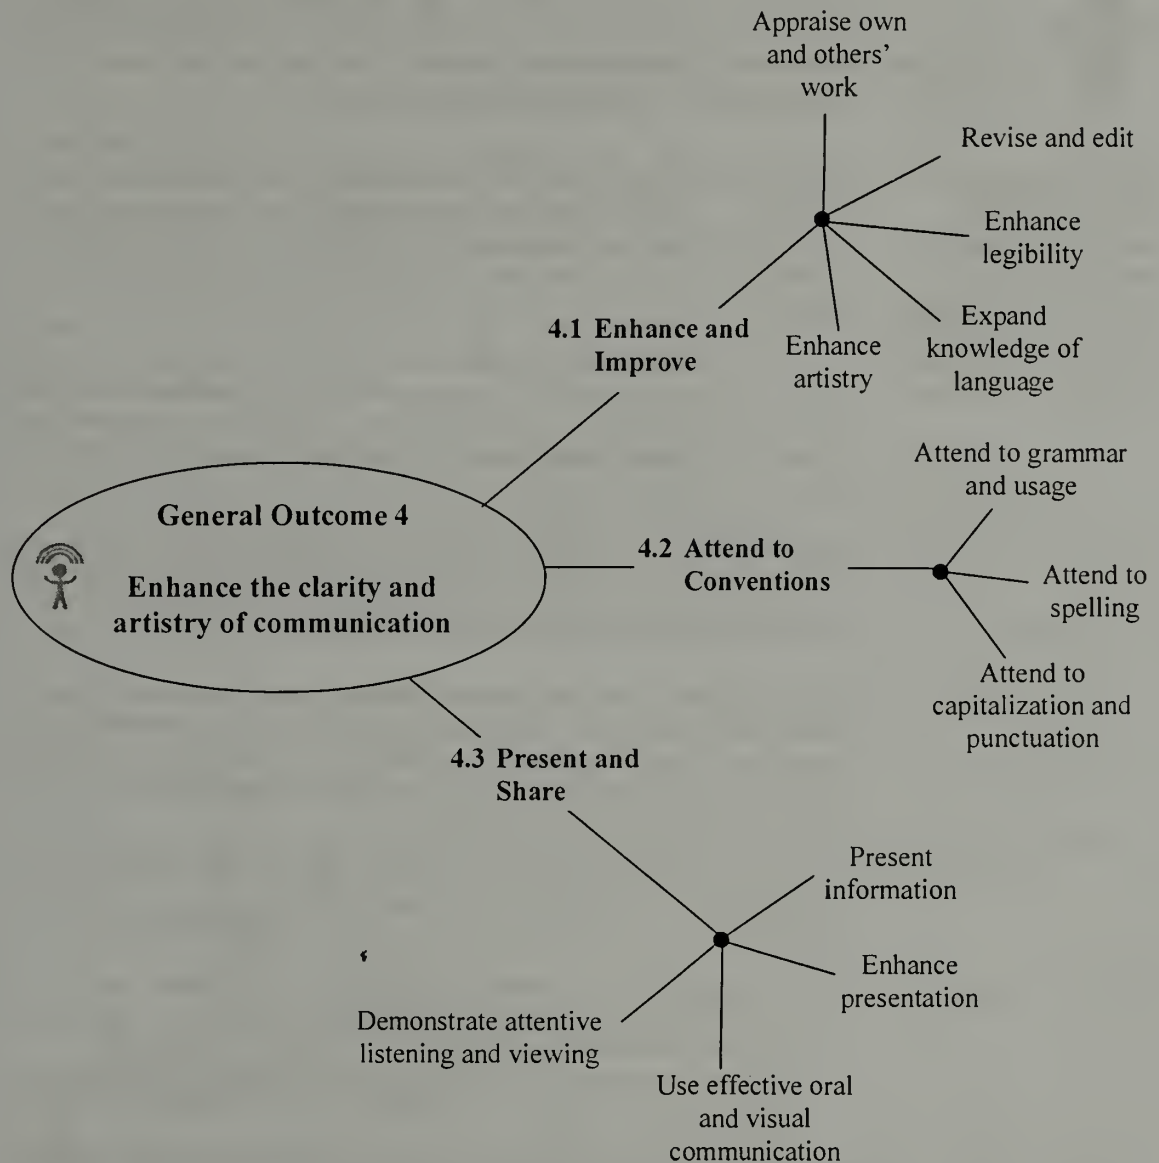 Appraise own
and others'
work
Revise and edit
Enhance
legibility
Expand
knowledge of
language
Enhance
artistry
4.1 Enhance and
Improve
General Outcome 4
Enhance the clarity and
artistry of communication
4.2 Attend to
Conventions
Attend to grammar
and usage
Attend to
spelling
Attend to
capitalization and
punctuation
4.3 Present and
Share
Present
information
Enhance
presentation
Use effective oral
and visual
communication
Demonstrate attentive
listening and viewing